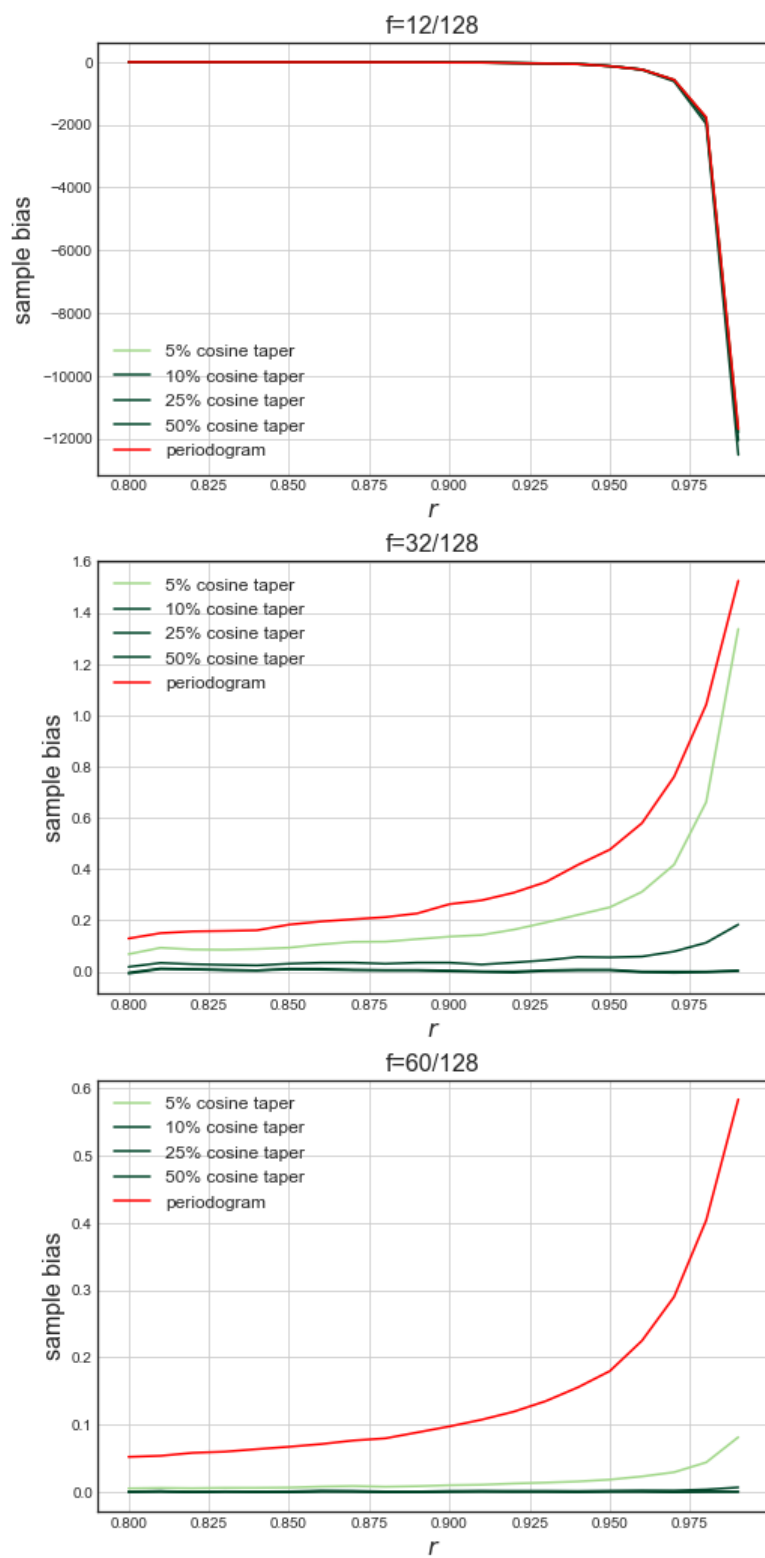 f=12/128
sample bias
0
−2000
−4000
−6000
−8000
−10000
−12000
5% cosine taper
10% cosine taper
25% cosine taper
50% cosine taper
periodogram
0.800 0.825 0.850 0.875 0.900 0.925 0.950 0.975
r
f=32/128
sample bias
1.6
1.4
1.2
1.0
0.8
0.6
0.4
0.2
0.0
5% cosine taper
10% cosine taper
25% cosine taper
50% cosine taper
periodogram
0.800 0.825 0.850 0.875 0.900 0.925 0.950 0.975
r
f=60/128
sample bias
0.6
0.5
0.4
0.3
0.2
0.1
0.0
5% cosine taper
10% cosine taper
25% cosine taper
50% cosine taper
periodogram
0.800 0.825 0.850 0.875 0.900 0.925 0.950 0.975
r